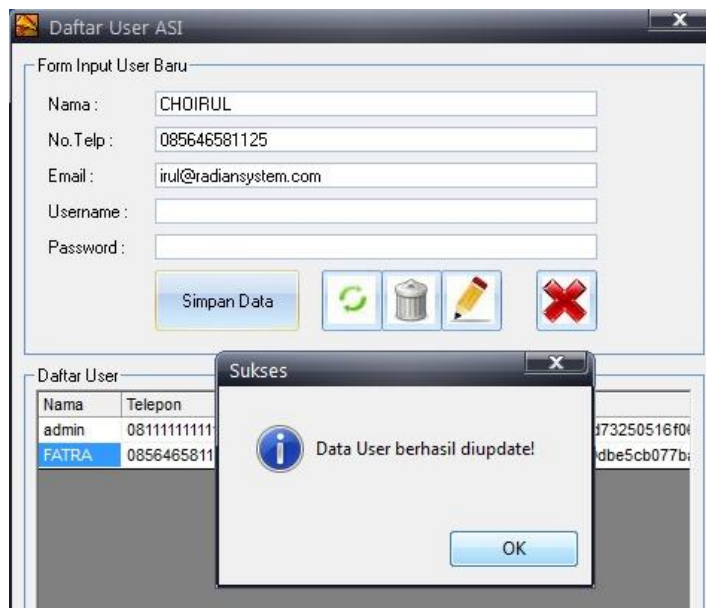 Daftar User ASI
Form Input User Baru
Nama : CHOIRUL
No.Telp : 085646581125
Email : irul@radiansystem.com
Username :
Password :
Simpan Data
Daftar User
Sukses
Nama Telepon
admin
FATRA
Data User berhasil diupdate!
OK